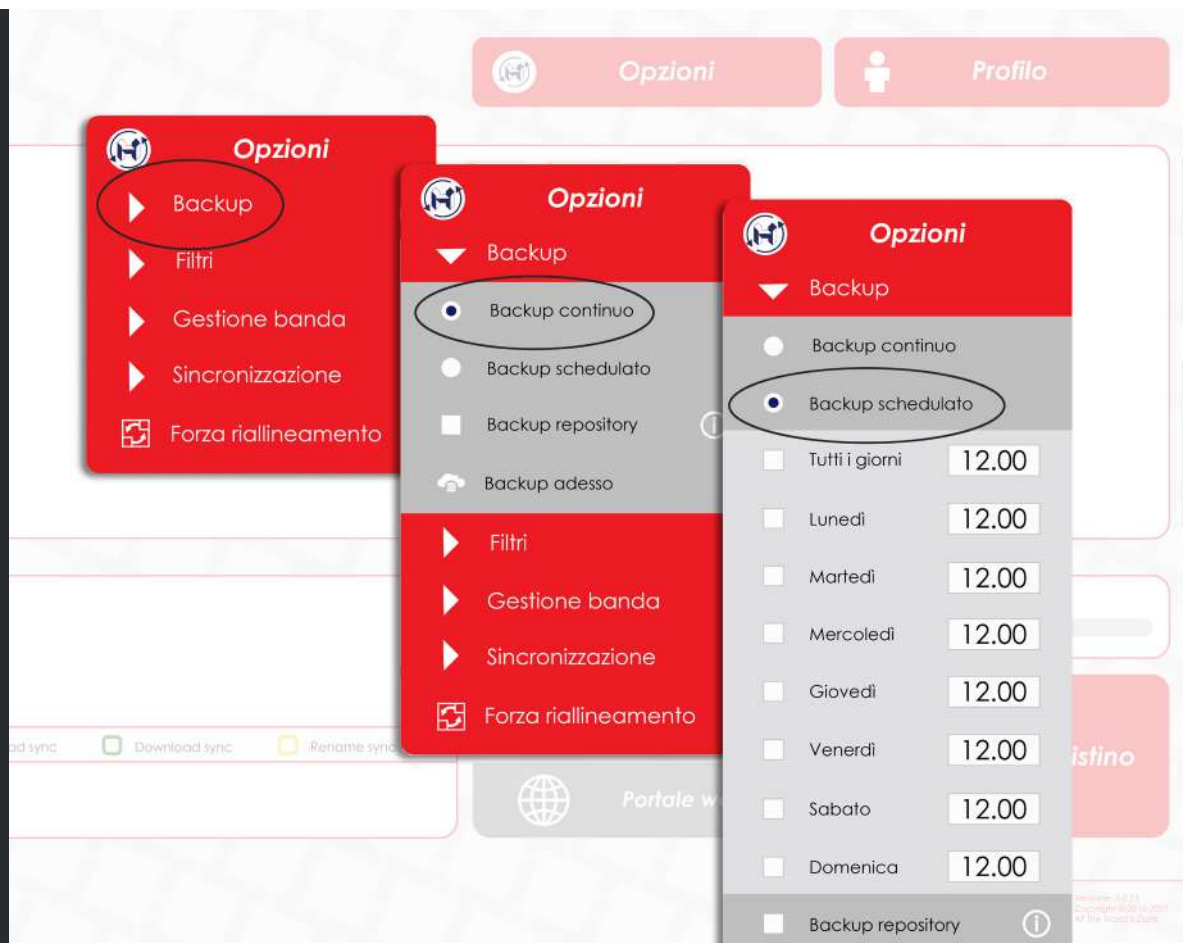 Opzioni
Profilo
Opzioni
Backup
Filtri
Gestione banda
Sincronizzazione
Forza riallineamento
Opzioni
Backup
Backup continuo
Backup schedulato
Backup repository
Backup adesso
Filtri
Gestione banda
Sincronizzazione
Forza riallineamento
Opzioni
Backup
Backup continuo
Backup schedulato
Tutti i giorni 12.00
Lunedì 12.00
Martedì 12.00
Mercoledì 12.00
Giovedì 12.00
Venerdì 12.00
Sabato 12.00
Domenica 12.00
Backup repository
sync Download sync Rename sync
istino
Portale w